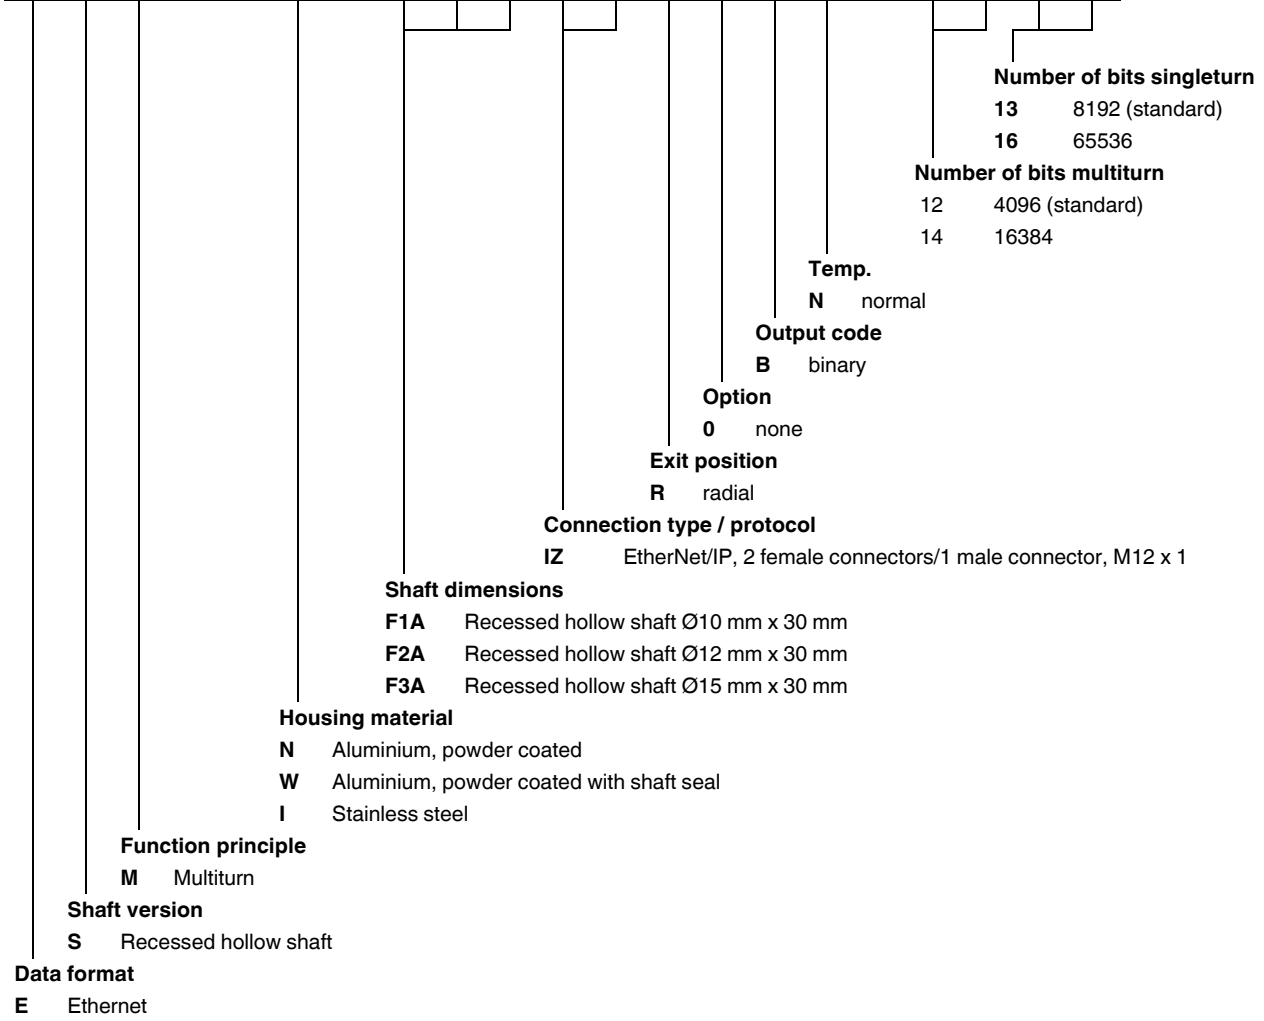 Number of bits singleturn
13 8192 (standard)
16 65536
Number of bits multiturn
12 4096 (standard)
14 16384
Temp.
N normal
Output code
B binary
Option
0 none
Exit position
R radial
Connection type / protocol
IZ EtherNet/IP, 2 female connectors/1 male connector, M12 x 1
Shaft dimensions
F1A Recessed hollow shaft Ø10 mm x 30 mm
F2A Recessed hollow shaft Ø12 mm x 30 mm
F3A Recessed hollow shaft Ø15 mm x 30 mm
Housing material
N Aluminium, powder coated
W Aluminium, powder coated with shaft seal
I Stainless steel
Function principle
M Multiturn
Shaft version
S Recessed hollow shaft
Data format
E Ethernet